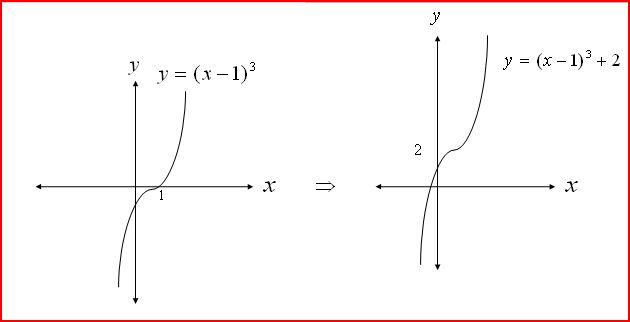 y
y = (x − 1)³
x
1
⇒
y
y = (x − 1)³ + 2
2
x